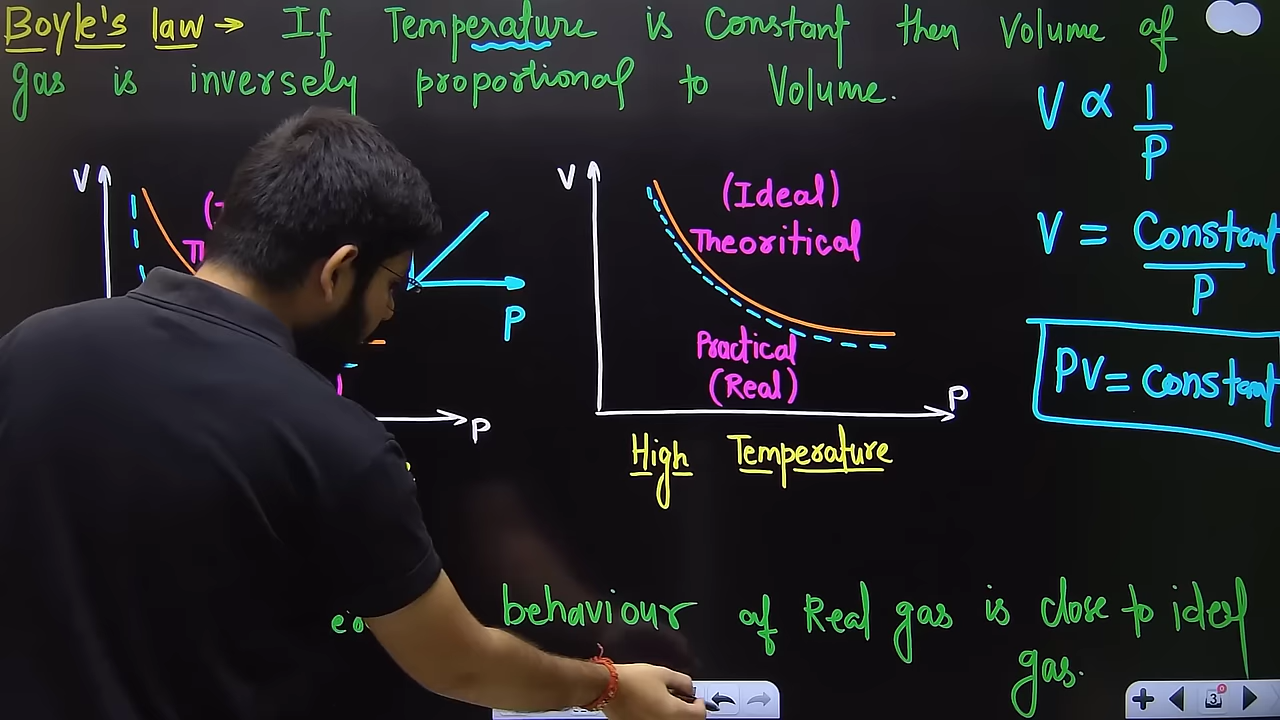 Boyle's law → If Temperature is Constant then Volume of
gas is inversely proportional to Volume.
V ∝ 1/P
V = Constant/P
PV = Constant
V
P
P
V
(Ideal)
Theoritical
Practical
(Real)
P
High Temperature
behaviour of Real gas is close to ideal
gas.
3